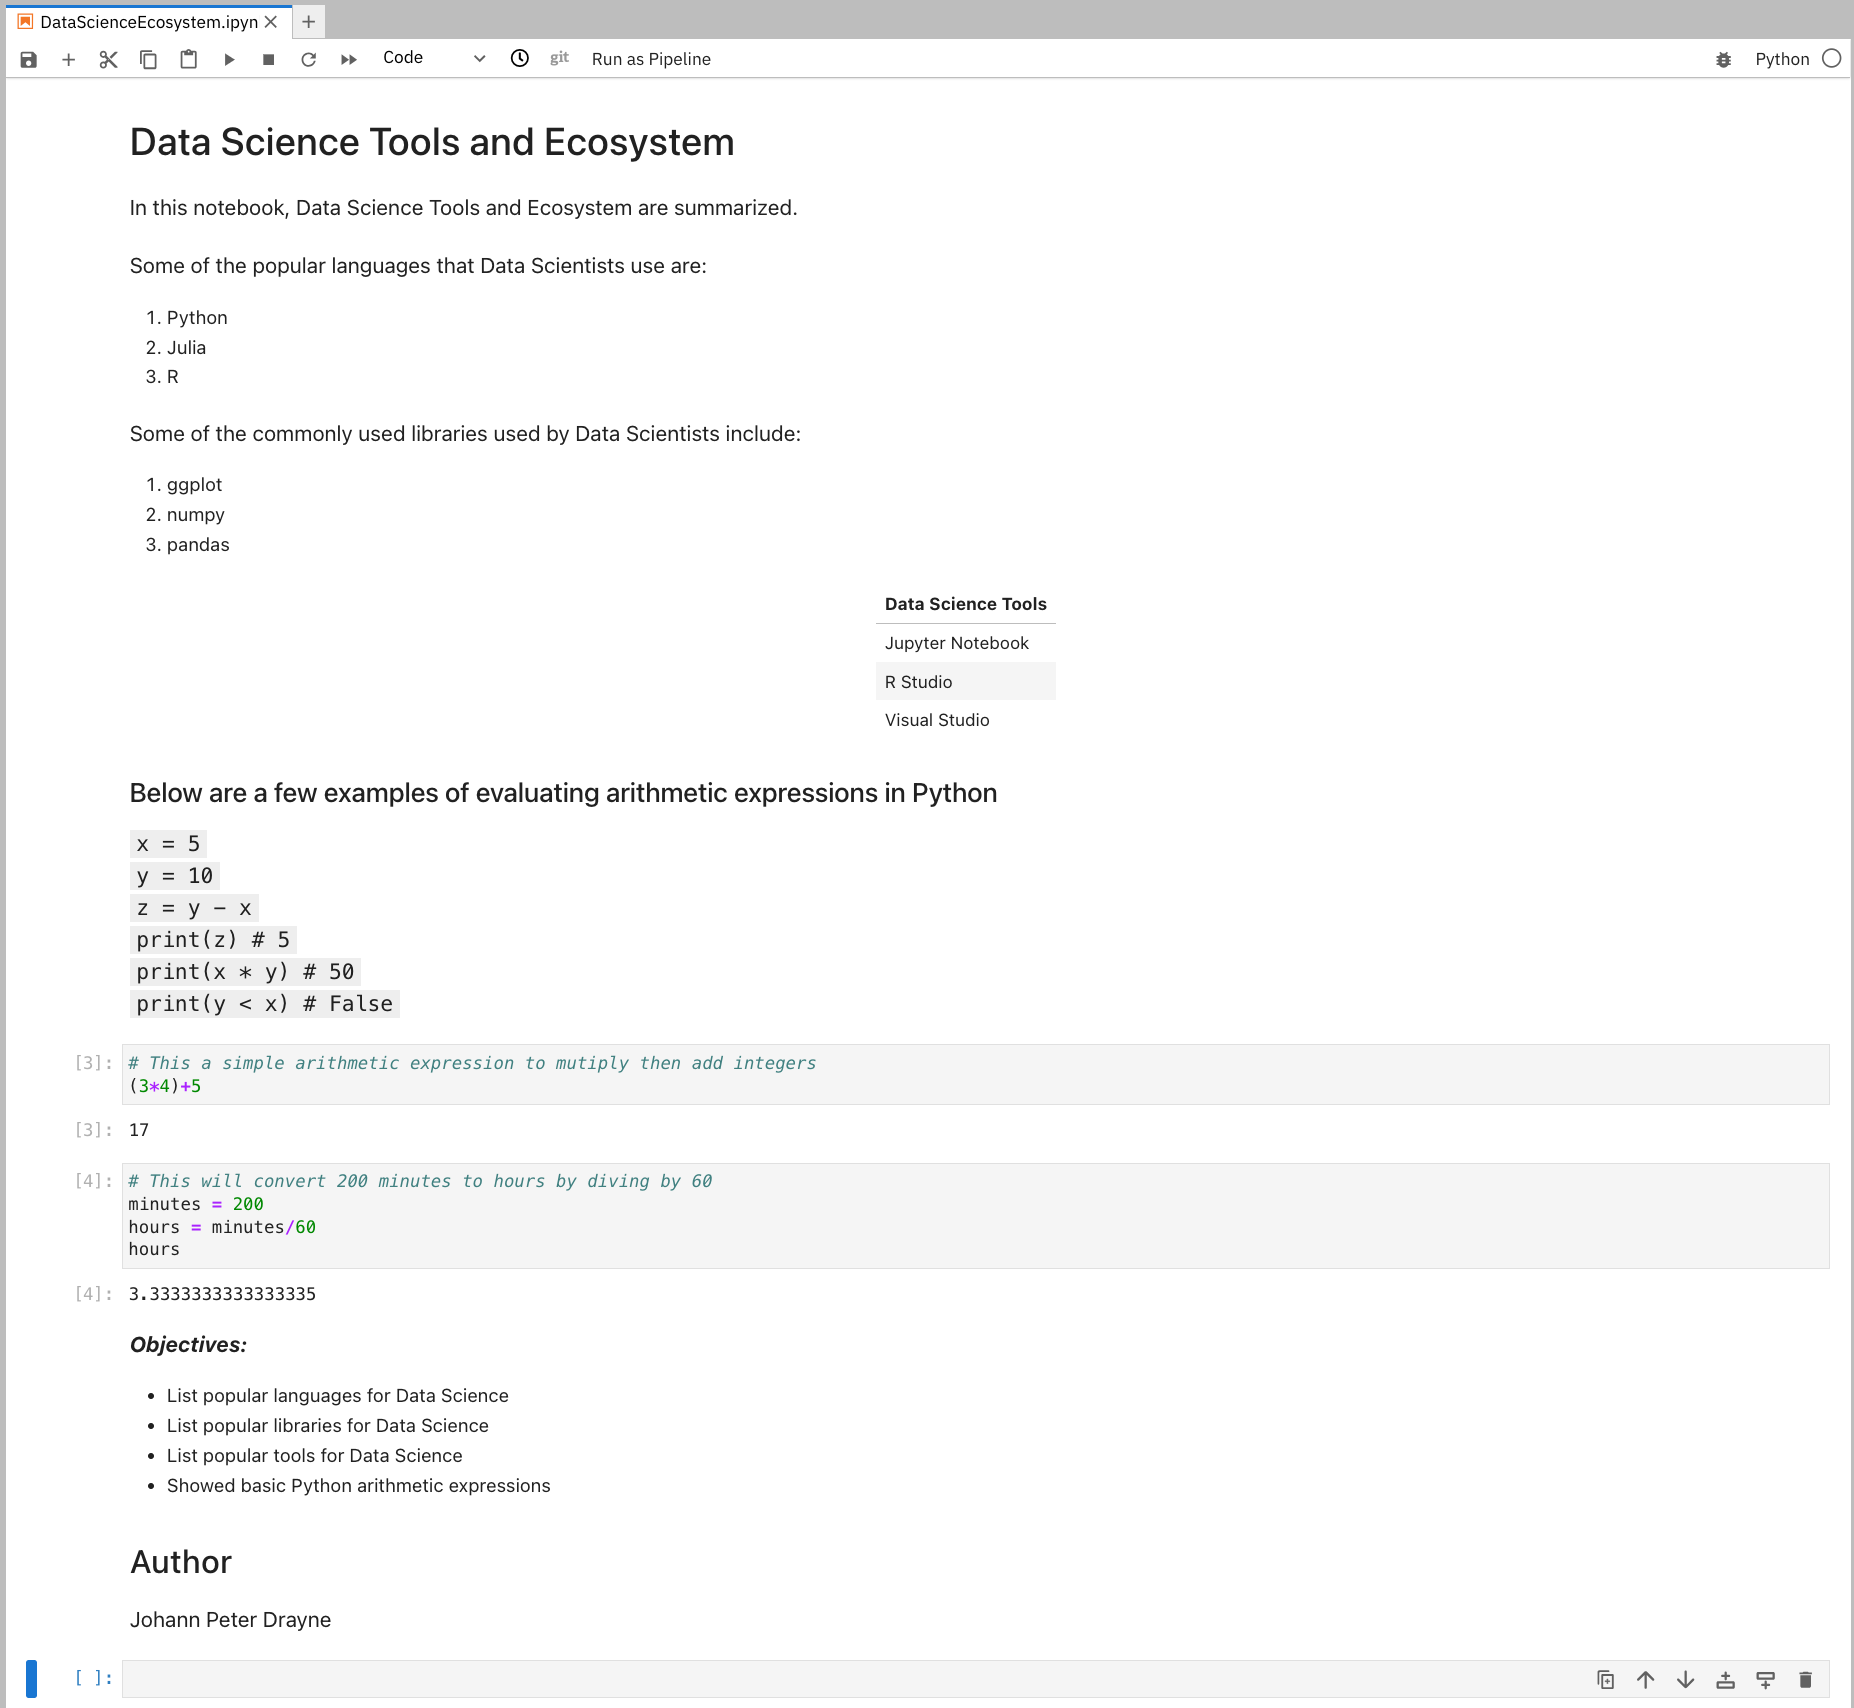 DataScienceEcosystem.ipyn
Code
git
Run as Pipeline
Python
Data Science Tools and Ecosystem
In this notebook, Data Science Tools and Ecosystem are summarized.
Some of the popular languages that Data Scientists use are:
1. Python
2. Julia
3. R
Some of the commonly used libraries used by Data Scientists include:
1. ggplot
2. numpy
3. pandas
Data Science Tools
Jupyter Notebook
R Studio
Visual Studio
Below are a few examples of evaluating arithmetic expressions in Python
x = 5
y = 10
z = y - x
print(z) # 5
print(x * y) # 50
print(y < x) # False
[3]: # This a simple arithmetic expression to mutiply then add integers
(3*4)+5
[3]: 17
[4]: # This will convert 200 minutes to hours by diving by 60
minutes = 200
hours = minutes/60
hours
[4]: 3.3333333333333335
Objectives:
• List popular languages for Data Science
• List popular libraries for Data Science
• List popular tools for Data Science
• Showed basic Python arithmetic expressions
Author
Johann Peter Drayne
[ ]: